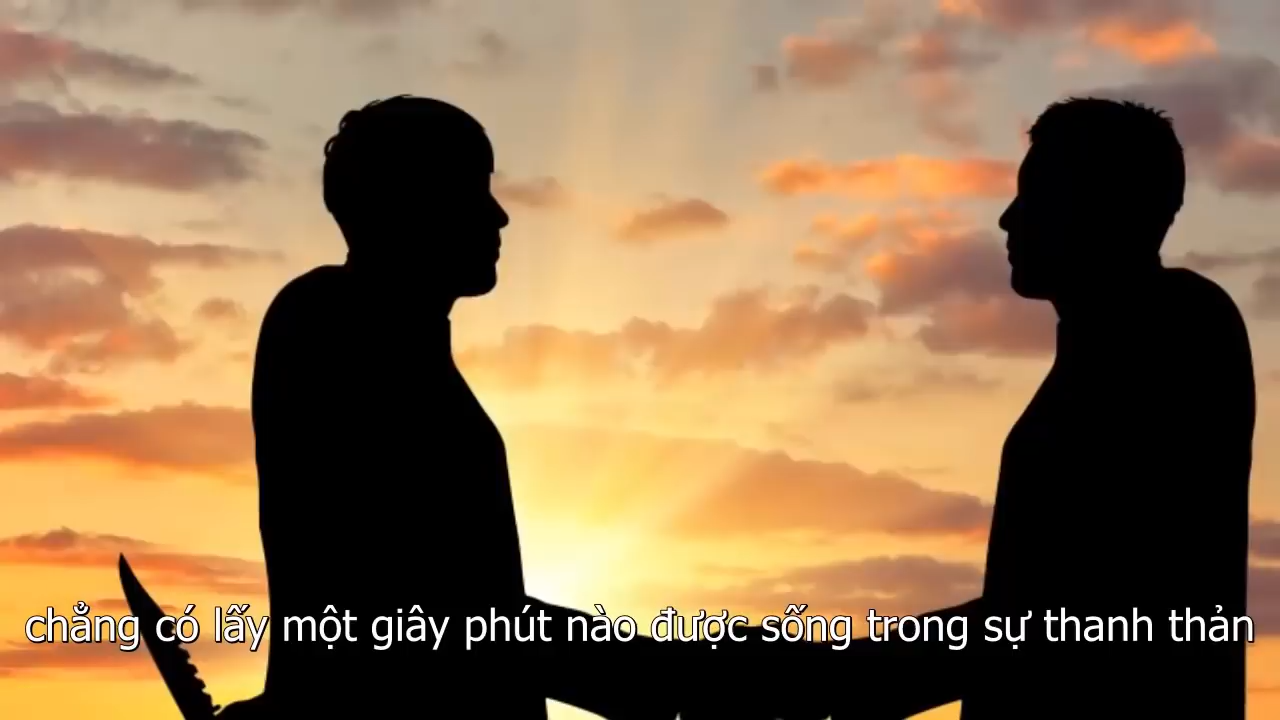 chẳng có lấy một giây phút nào được sống trong sự thanh thản